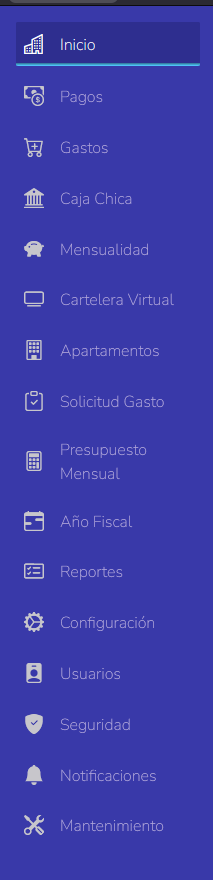 Inicio
Pagos
Gastos
Caja Chica
Mensualidad
Cartelera Virtual
Apartamentos
Solicitud Gasto
Presupuesto
Mensual
Año Fiscal
Reportes
Configuración
Usuarios
Seguridad
Notificaciones
Mantenimiento